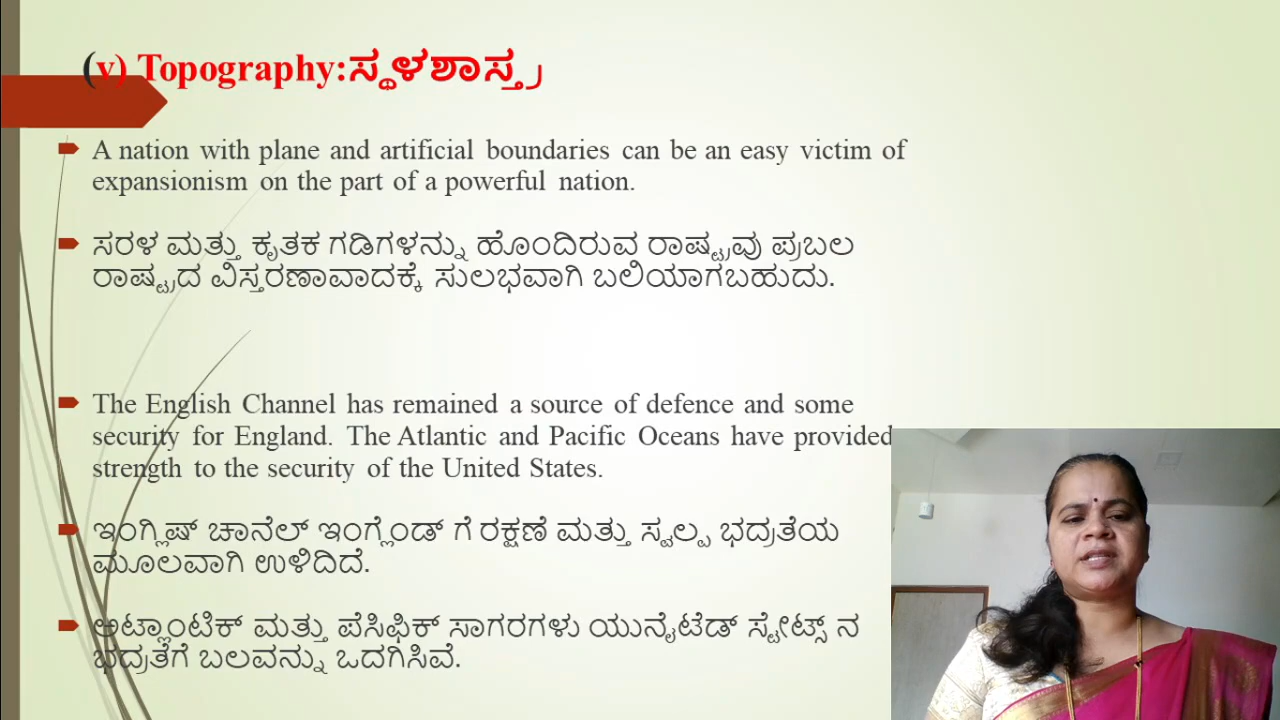 (v) Topography:ಸ್ಥಳಶಾಸ್ತ್ರ
A nation with plane and artificial boundaries can be an easy victim of
expansionism on the part of a powerful nation.
ಸರಳ ಮತ್ತು ಕೃತಕ ಗಡಿಗಳನ್ನು ಹೊಂದಿರುವ ರಾಷ್ಟ್ರವು ಪ್ರಬಲ
ರಾಷ್ಟ್ರದ ವಿಸ್ತರಣಾವಾದಕ್ಕೆ ಸುಲಭವಾಗಿ ಬಲಿಯಾಗಬಹುದು.
The English Channel has remained a source of defence and some
security for England. The Atlantic and Pacific Oceans have provided
strength to the security of the United States.
ಇಂಗ್ಲಿಷ್ ಚಾನೆಲ್ ಇಂಗ್ಲೆಂಡ್ ಗೆ ರಕ್ಷಣೆ ಮತ್ತು ಸ್ವಲ್ಪ ಭದ್ರತೆಯ
ಮೂಲವಾಗಿ ಉಳಿದಿದೆ.
ಅಟ್ಲಾಂಟಿಕ್ ಮತ್ತು ಪೆಸಿಫಿಕ್ ಸಾಗರಗಳು ಯುನೈಟೆಡ್ ಸ್ಟೇಟ್ಸ್ ನ
ಭದ್ರತೆಗೆ ಬಲವನ್ನು ಒದಗಿಸಿವೆ.